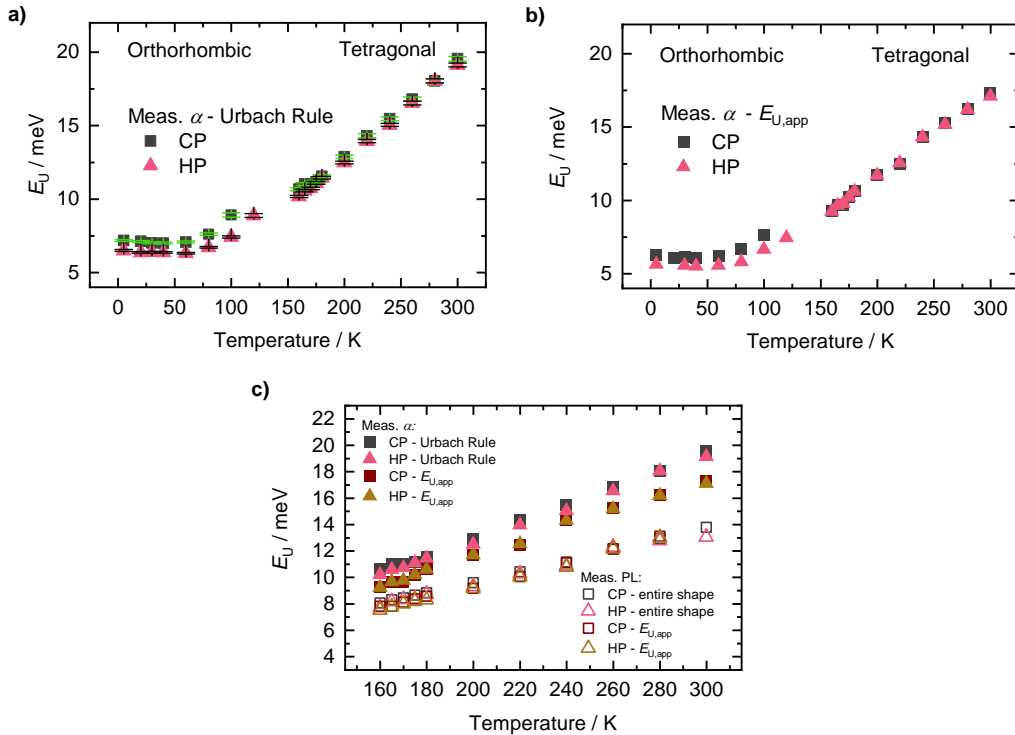 a)
Orthorhombic Tetragonal
Meas. α - Urbach Rule
CP
HP
20
15
10
5
E_U / meV
0 50 100 150 200 250 300
Temperature / K
b)
Orthorhombic Tetragonal
Meas. α - E_U,app
CP
HP
20
15
10
5
E_U / meV
0 50 100 150 200 250 300
Temperature / K
c)
Meas. α:
CP - Urbach Rule
HP - Urbach Rule
CP - E_U,app
HP - E_U,app
Meas. PL:
CP - entire shape
HP - entire shape
CP - E_U,app
HP - E_U,app
22
20
18
16
14
12
10
8
6
4
E_U / meV
160 180 200 220 240 260 280 300
Temperature / K